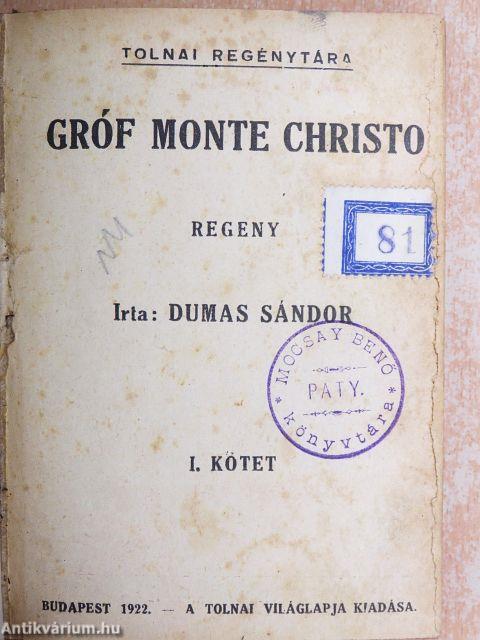 TOLNAI REGÉNYTÁRA
GRÓF MONTE CHRISTO
REGENY
81
Irta: DUMAS SÁNDOR
* MOCSAY BENŐ *
PATY.
könyvtára
I. KÖTET
BUDAPEST 1922. — A TOLNAI VILÁGLAPJA KIADÁSA.
Antikvárium.hu